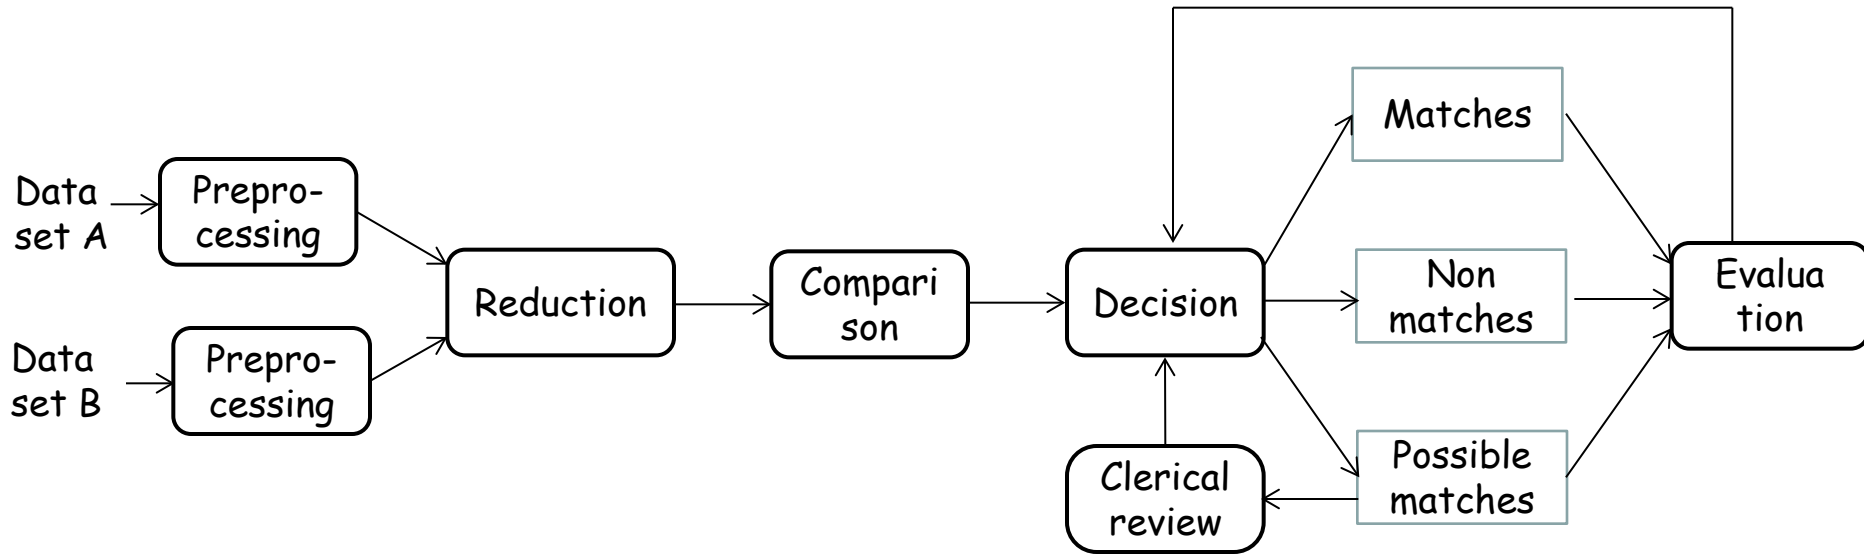 Data
set A
Prepro-
cessing
Data
set B
Prepro-
cessing
Reduction
Compari
son
Decision
Clerical
review
Matches
Non
matches
Possible
matches
Evalua
tion